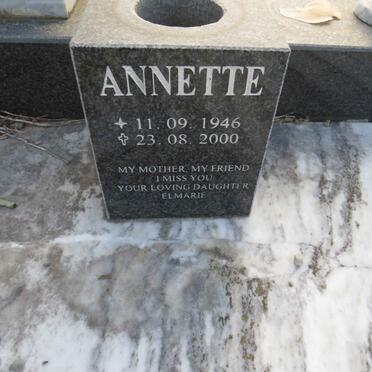 ANNETTE
✦ 11. 09. 1946
✞ 23. 08. 2000
MY MOTHER, MY FRIEND
I MISS YOU
YOUR LOVING DAUGHTER
ELMARIE